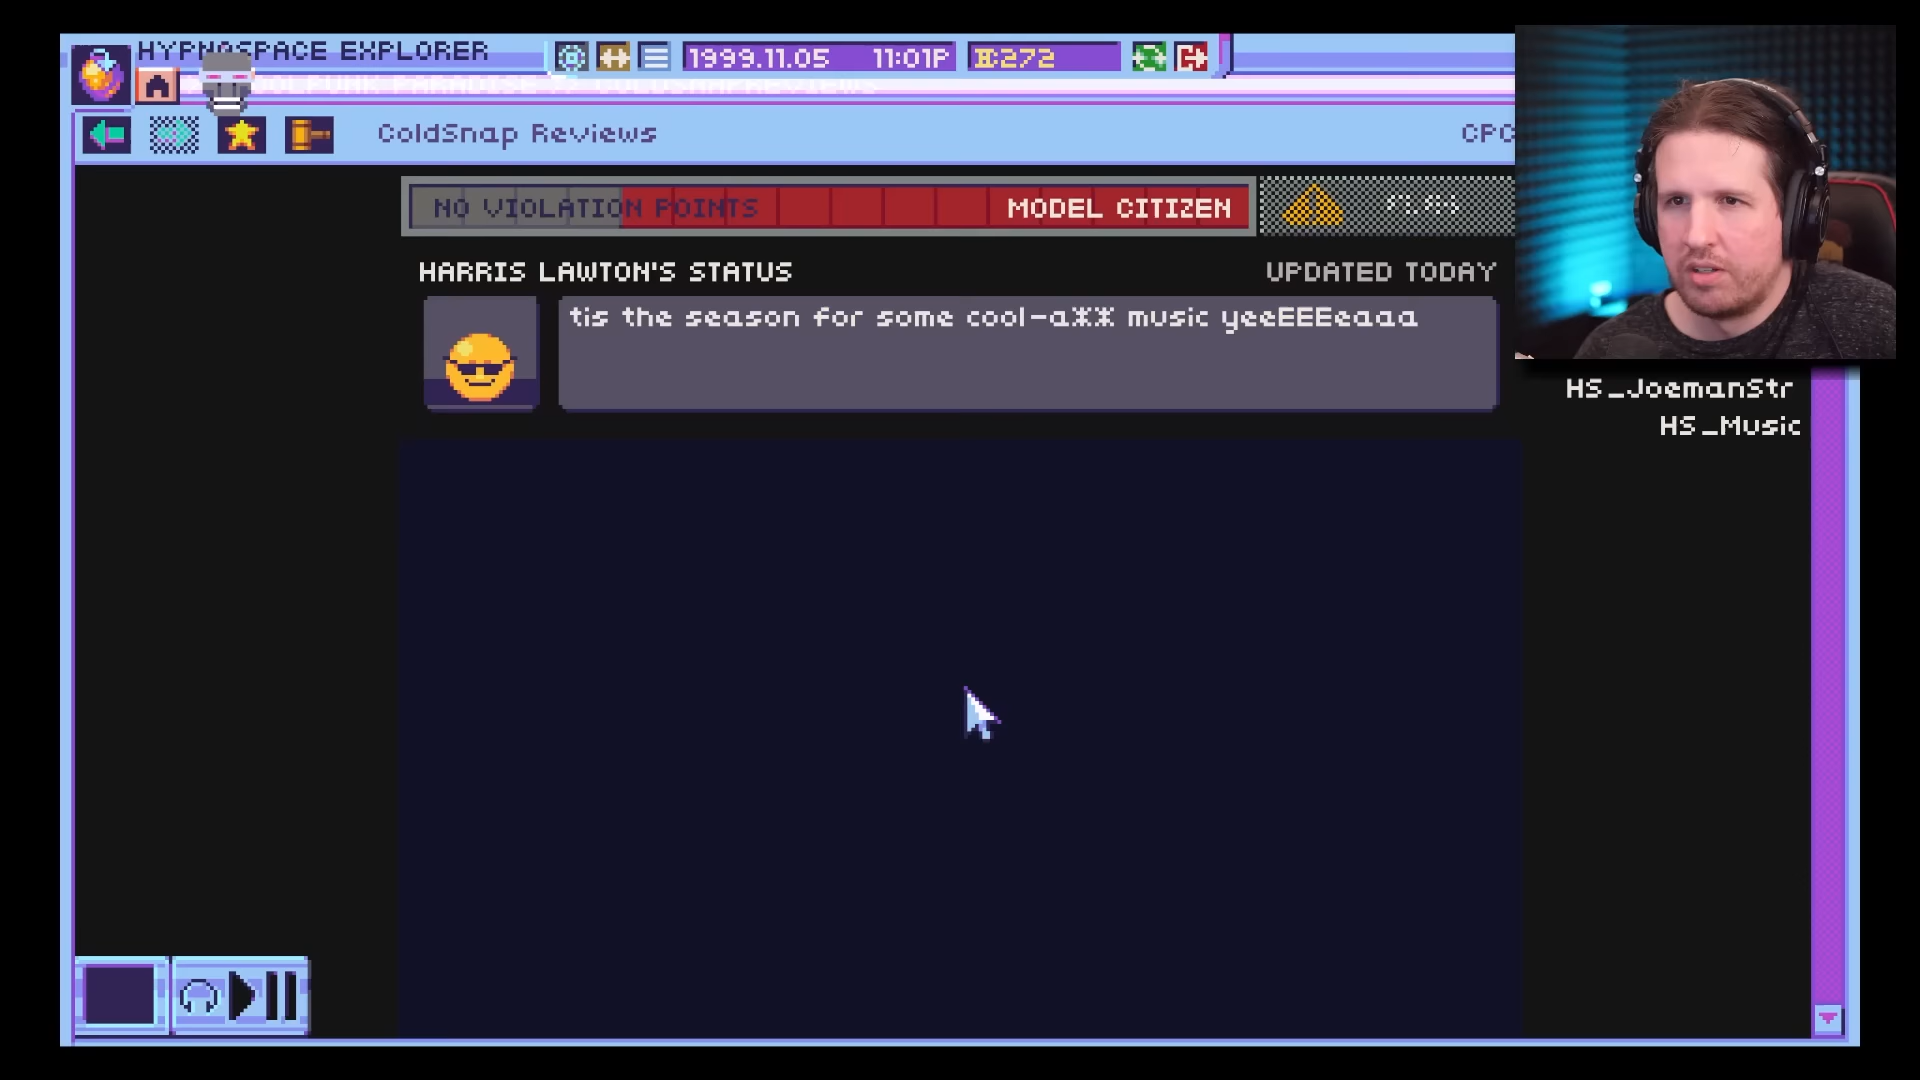 HYPNOSPACE EXPLORER
1999.11.05 11:01P 272
ColdSnap Reviews
NO VIOLATION POINTS MODEL CITIZEN
HARRIS LAWTON'S STATUS UPDATED TODAY
tis the season for some cool-a** music yeeEEEeaaa
HS_JoemanStr
HS_Music